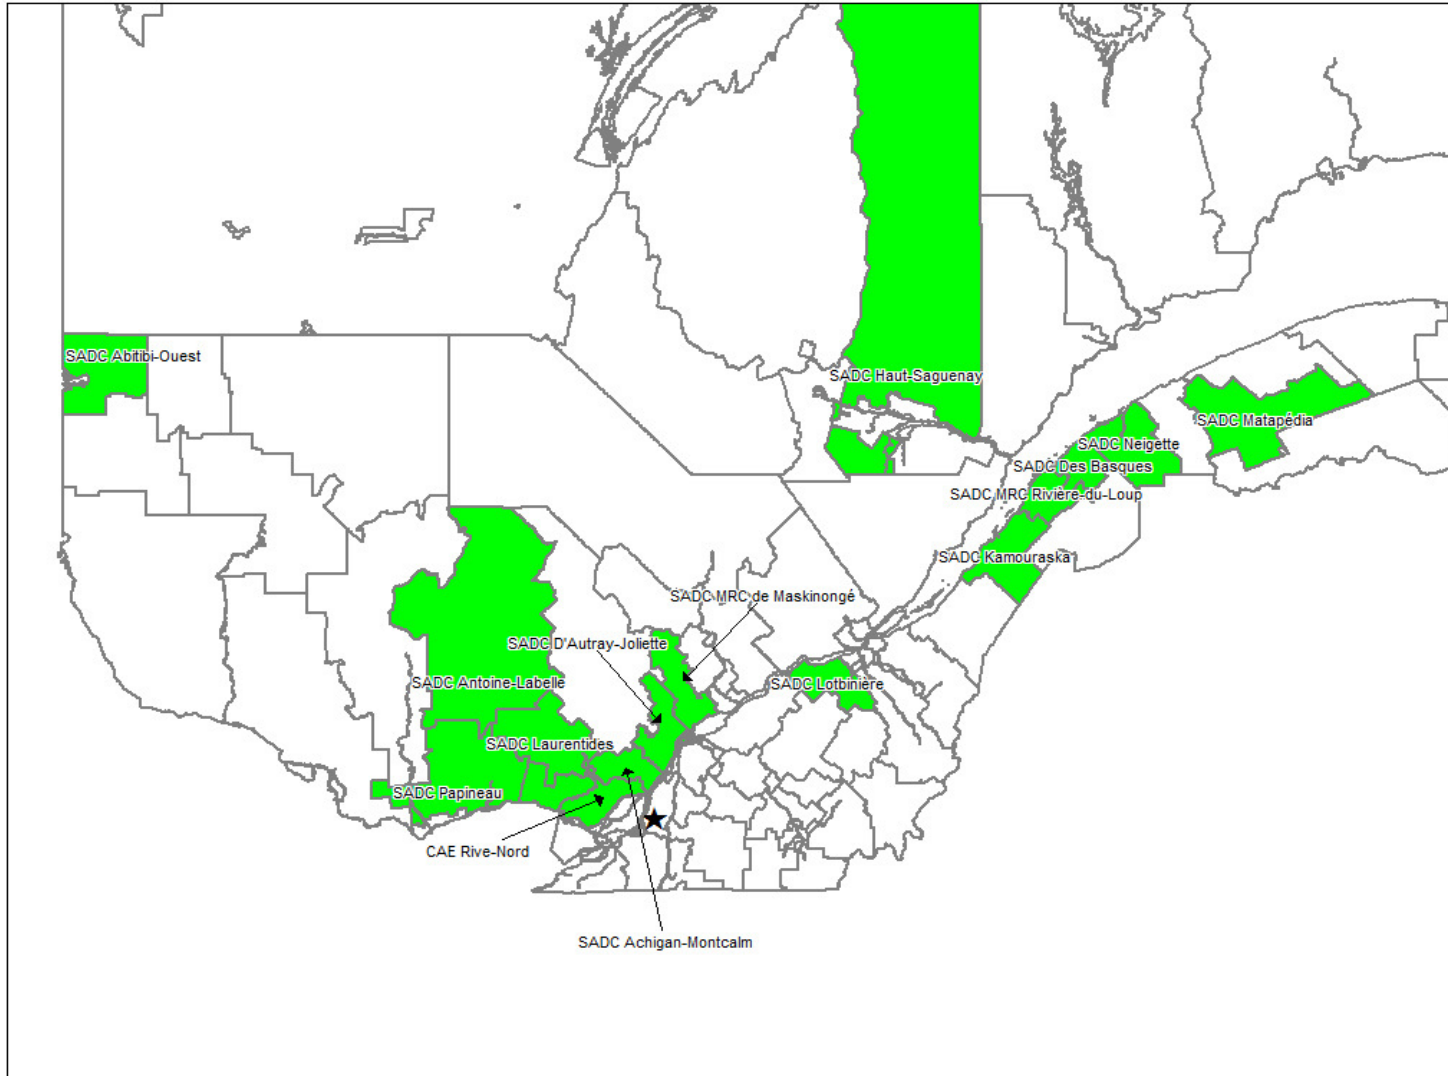 SADC Abitibi-Ouest
SADC Haut-Saguenay
SADC Matapédia
SADC Neigette
SADC Des Basques
SADC MRC Rivière-du-Loup
SADC Kamouraska
SADC MRC de Maskinongé
SADC D'Autray-Joliette
SADC Antoine-Labelle
SADC Lotbinière
SADC Laurentides
SADC Papineau
CAE Rive-Nord
SADC Achigan-Montcalm